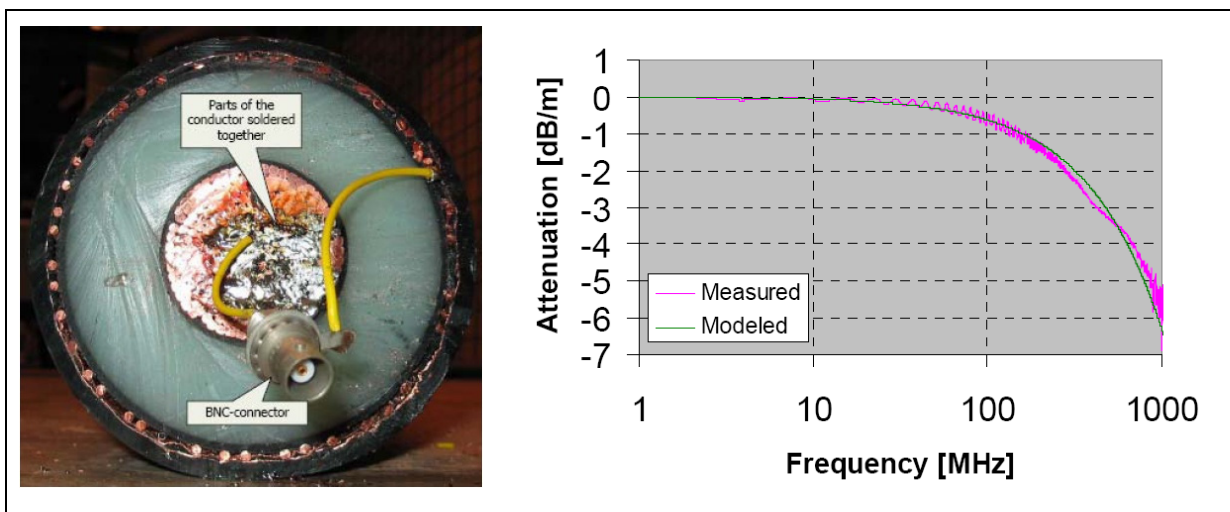 Parts of the
conductor soldered
together
BNC-connector
Attenuation [dB/m]
1
0
-1
-2
-3
-4
-5
-6
-7
Measured
Modeled
1
10
100
1000
Frequency [MHz]